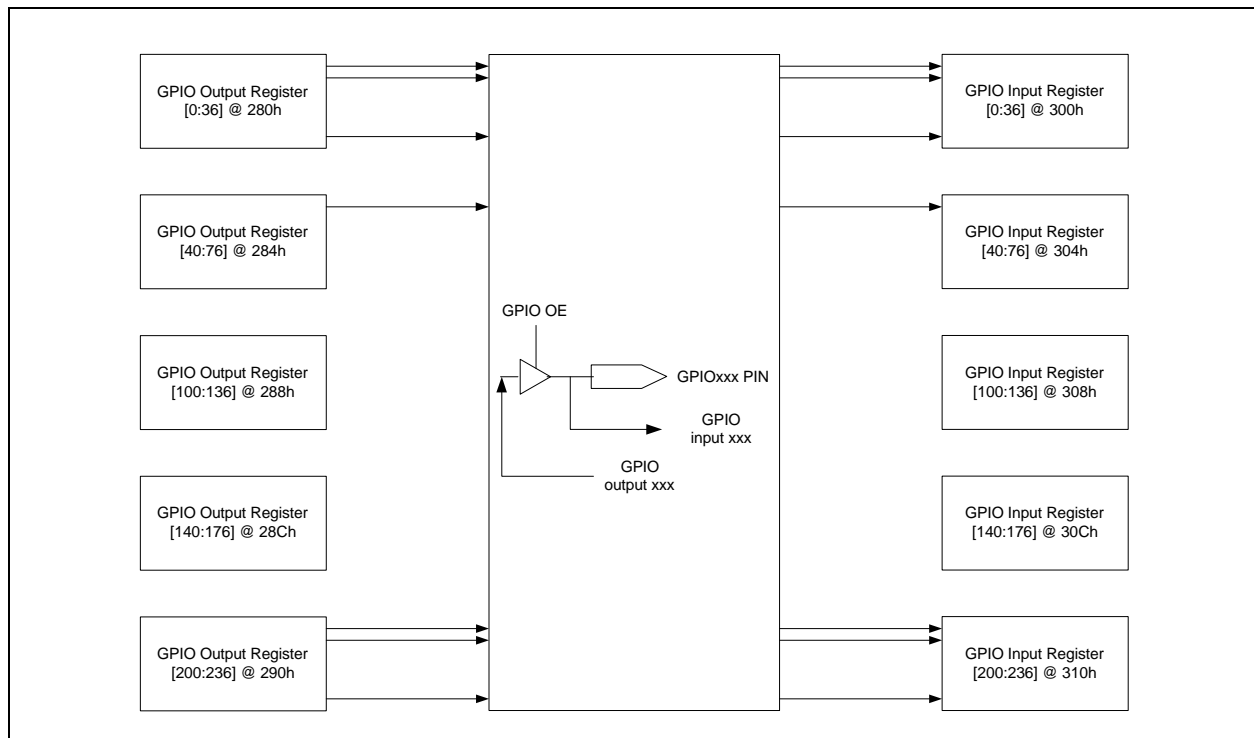 GPIO Output Register
[0:36] @ 280h
GPIO Input Register
[0:36] @ 300h
GPIO Output Register
[40:76] @ 284h
GPIO Input Register
[40:76] @ 304h
GPIO OE
GPIO Output Register
[100:136] @ 288h
GPIOxxx PIN
GPIO
input xxx
GPIO Input Register
[100:136] @ 308h
GPIO
output xxx
GPIO Output Register
[140:176] @ 28Ch
GPIO Input Register
[140:176] @ 30Ch
GPIO Output Register
[200:236] @ 290h
GPIO Input Register
[200:236] @ 310h